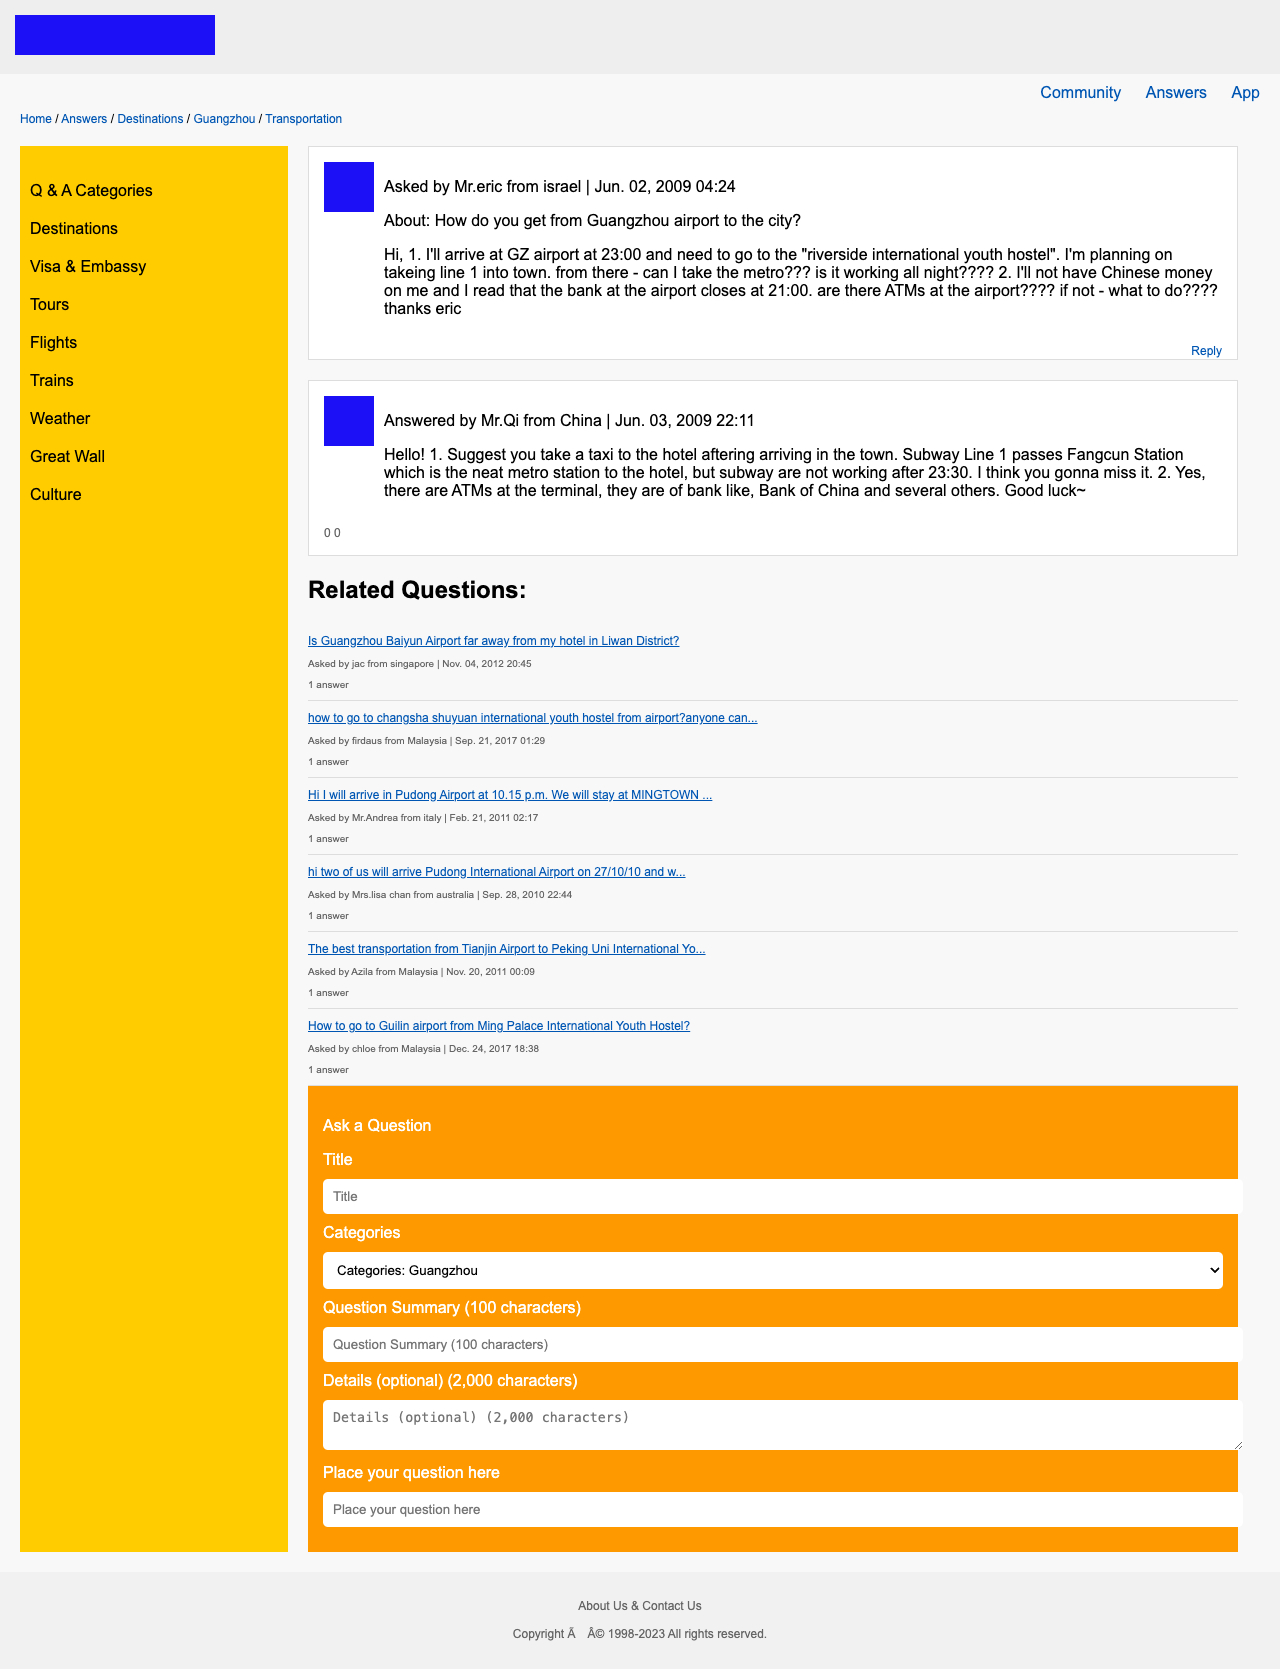 Community Answers App
Home / Answers / Destinations / Guangzhou / Transportation
Q & A Categories
Destinations
Visa & Embassy
Tours
Flights
Trains
Weather
Great Wall
Culture
Asked by Mr.eric from israel | Jun. 02, 2009 04:24
About: How do you get from Guangzhou airport to the city?
Hi, 1. I'll arrive at GZ airport at 23:00 and need to go to the "riverside international youth hostel". I'm planning on
takeing line 1 into town. from there - can I take the metro??? is it working all night???? 2. I'll not have Chinese money
on me and I read that the bank at the airport closes at 21:00. are there ATMs at the airport???? if not - what to do????
thanks eric
Reply
Answered by Mr.Qi from China | Jun. 03, 2009 22:11
Hello! 1. Suggest you take a taxi to the hotel aftering arriving in the town. Subway Line 1 passes Fangcun Station
which is the neat metro station to the hotel, but subway are not working after 23:30. I think you gonna miss it. 2. Yes,
there are ATMs at the terminal, they are of bank like, Bank of China and several others. Good luck~
0 0
Related Questions:
Is Guangzhou Baiyun Airport far away from my hotel in Liwan District?
Asked by jac from singapore | Nov. 04, 2012 20:45
1 answer
how to go to changsha shuyuan international youth hostel from airport?anyone can...
Asked by firdaus from Malaysia | Sep. 21, 2017 01:29
1 answer
Hi I will arrive in Pudong Airport at 10.15 p.m. We will stay at MINGTOWN ...
Asked by Mr.Andrea from italy | Feb. 21, 2011 02:17
1 answer
hi two of us will arrive Pudong International Airport on 27/10/10 and w...
Asked by Mrs.lisa chan from australia | Sep. 28, 2010 22:44
1 answer
The best transportation from Tianjin Airport to Peking Uni International Yo...
Asked by Azila from Malaysia | Nov. 20, 2011 00:09
1 answer
How to go to Guilin airport from Ming Palace International Youth Hostel?
Asked by chloe from Malaysia | Dec. 24, 2017 18:38
1 answer
Ask a Question
Title
Title
Categories
Categories: Guangzhou
Question Summary (100 characters)
Question Summary (100 characters)
Details (optional) (2,000 characters)
Details (optional) (2,000 characters)
Place your question here
Place your question here
About Us & Contact Us
Copyright Ã Â© 1998-2023 All rights reserved.